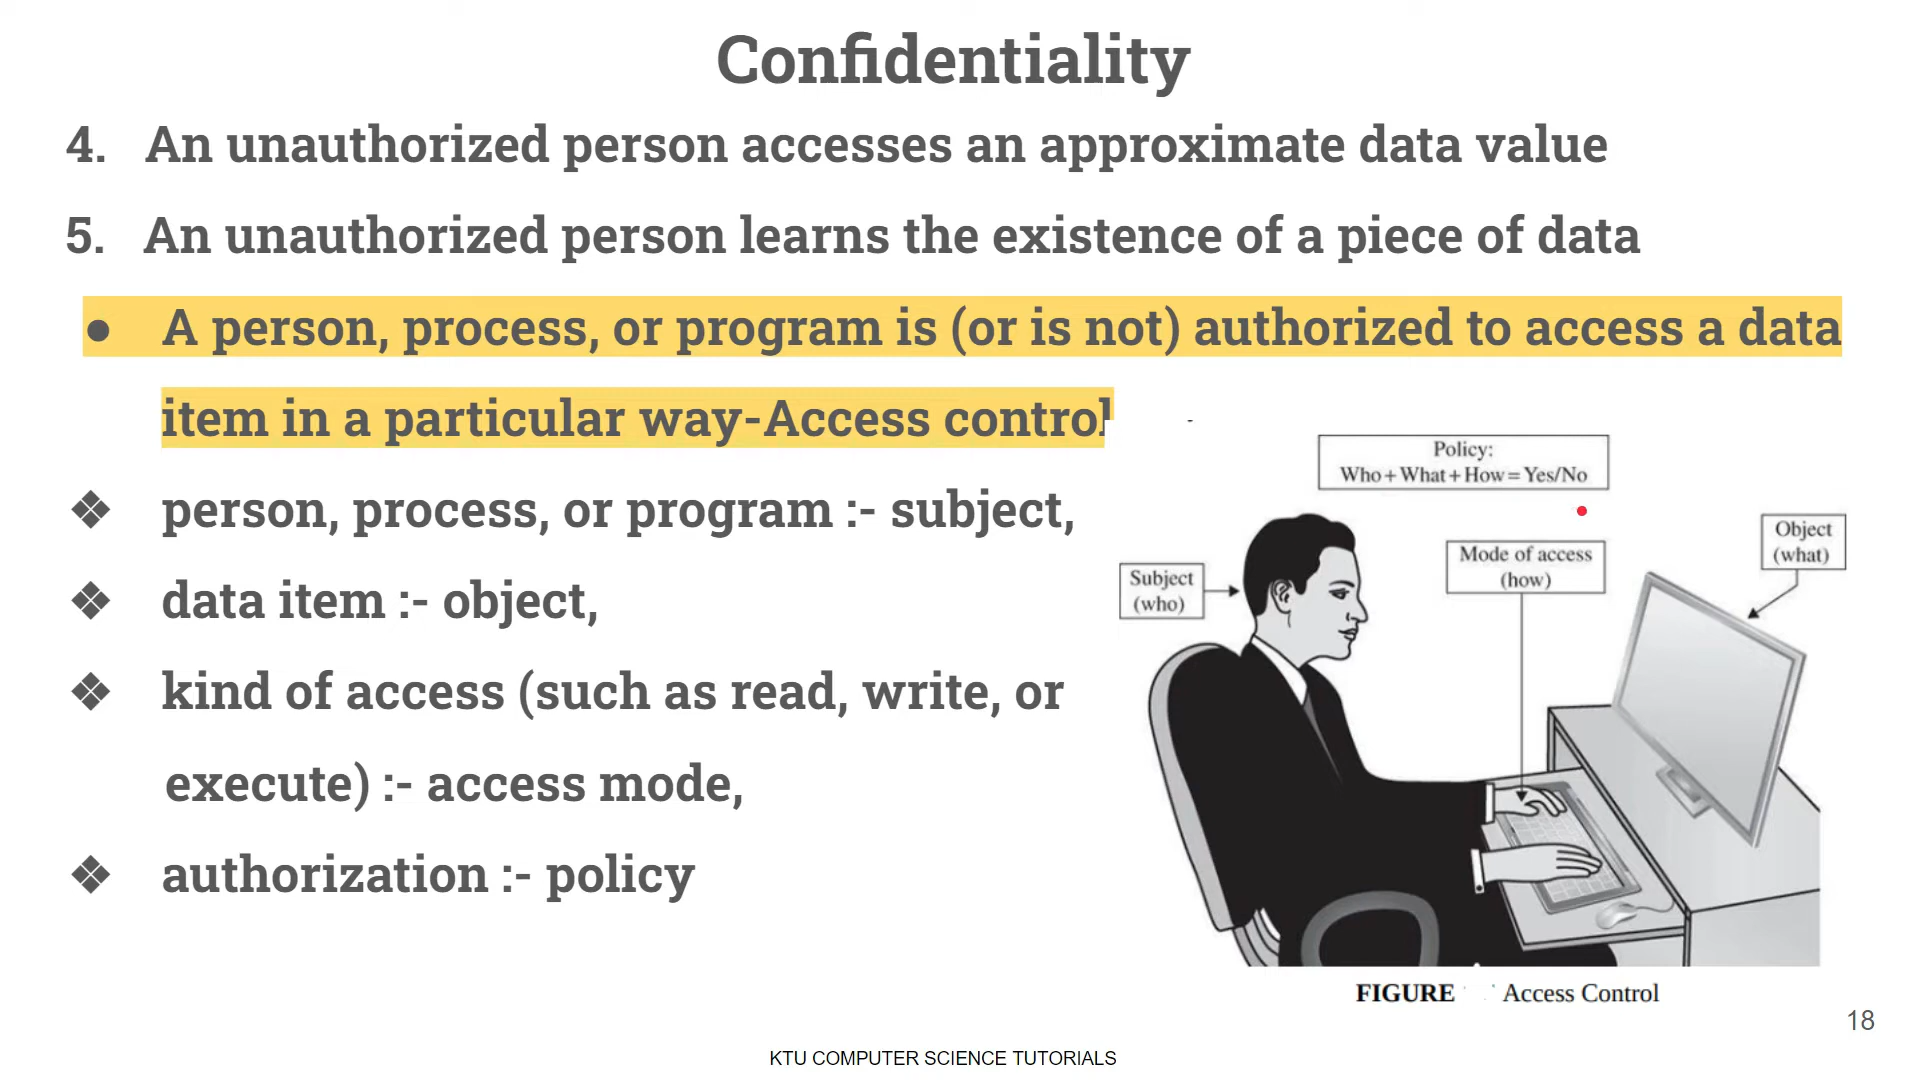 Confidentiality
4. An unauthorized person accesses an approximate data value
5. An unauthorized person learns the existence of a piece of data
● A person, process, or program is (or is not) authorized to access a data
item in a particular way-Access control
❖ person, process, or program :- subject,
❖ data item :- object,
❖ kind of access (such as read, write, or
execute) :- access mode,
❖ authorization :- policy
Policy:
Who+What+How=Yes/No
Subject
(who)
Mode of access
(how)
Object
(what)
FIGURE Access Control
18
KTU COMPUTER SCIENCE TUTORIALS